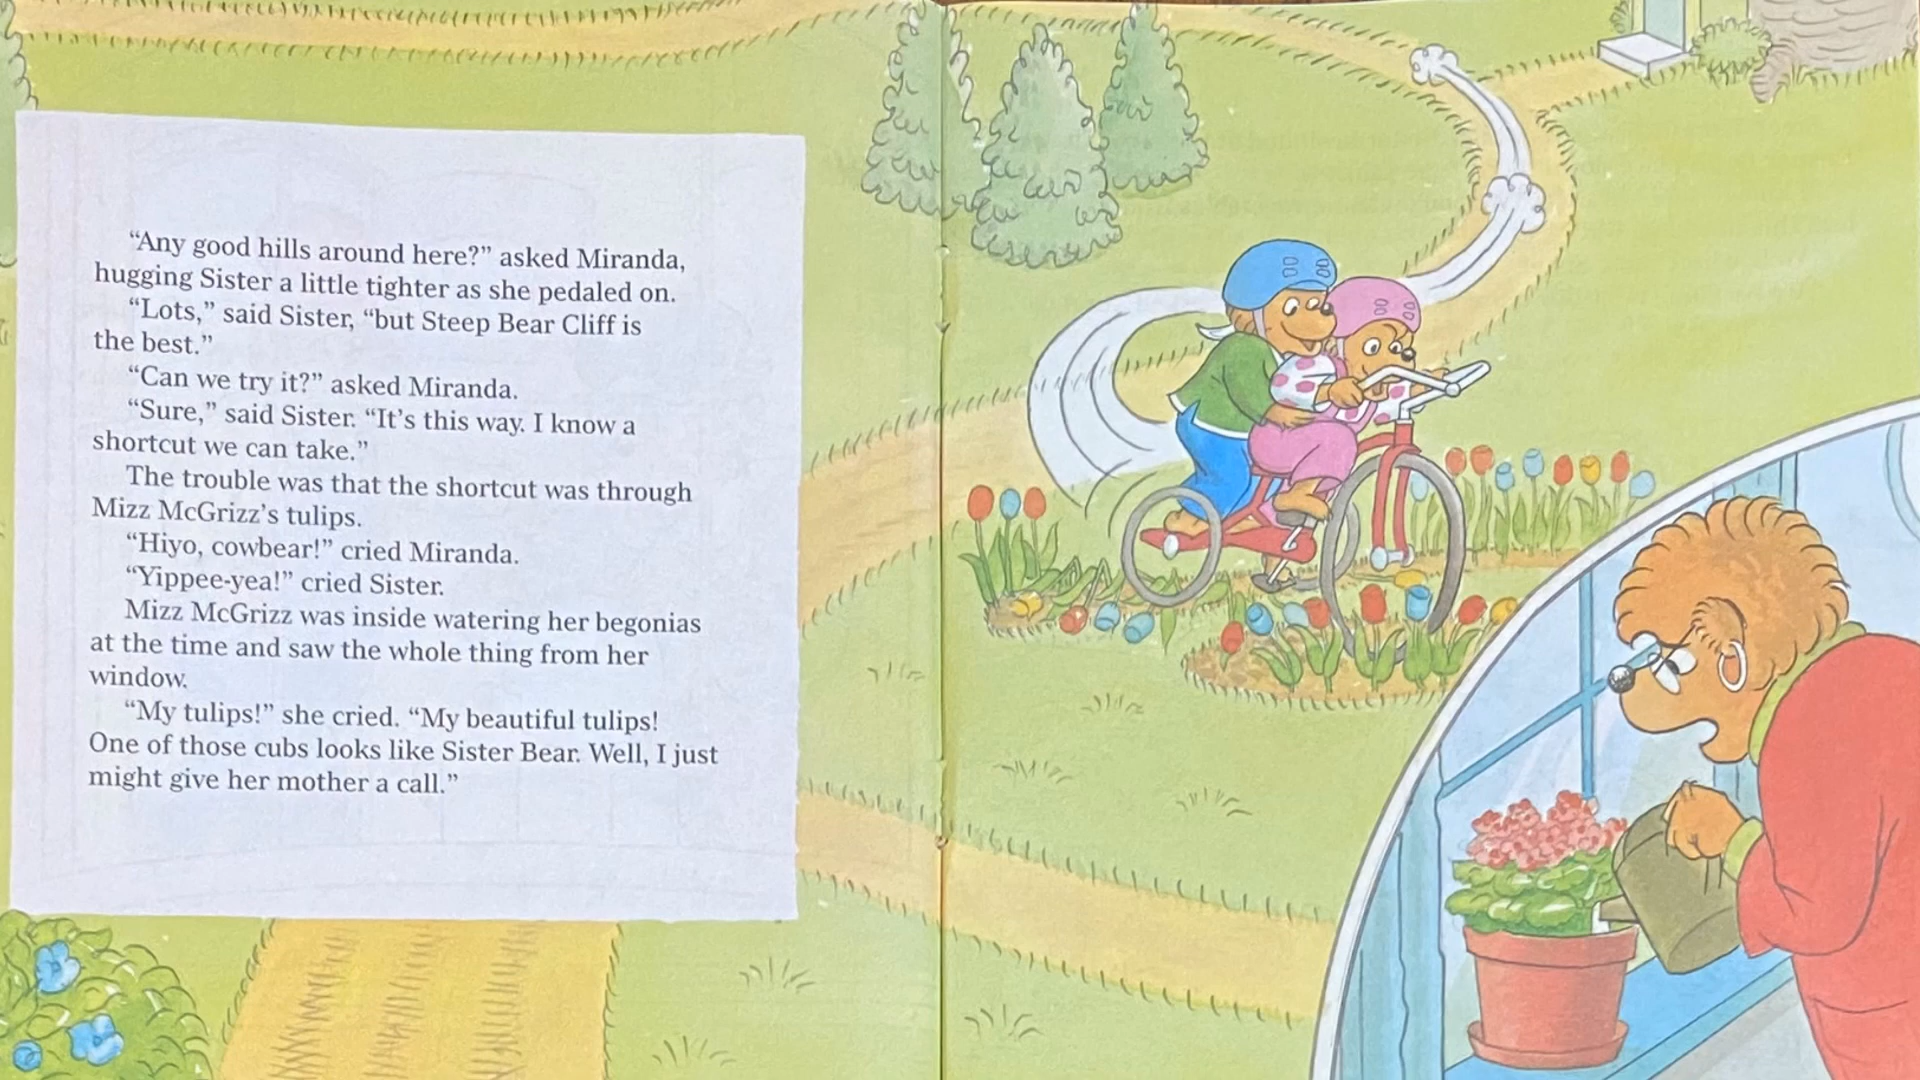 “Any good hills around here?” asked Miranda,
hugging Sister a little tighter as she pedaled on.
“Lots,” said Sister, “but Steep Bear Cliff is
the best.”
“Can we try it?” asked Miranda.
“Sure,” said Sister. “It’s this way. I know a
shortcut we can take.”
The trouble was that the shortcut was through
Mizz McGrizz’s tulips.
“Hiyo, cowbear!” cried Miranda.
“Yippee-yea!” cried Sister.
Mizz McGrizz was inside watering her begonias
at the time and saw the whole thing from her
window.
“My tulips!” she cried. “My beautiful tulips!
One of those cubs looks like Sister Bear. Well, I just
might give her mother a call.”